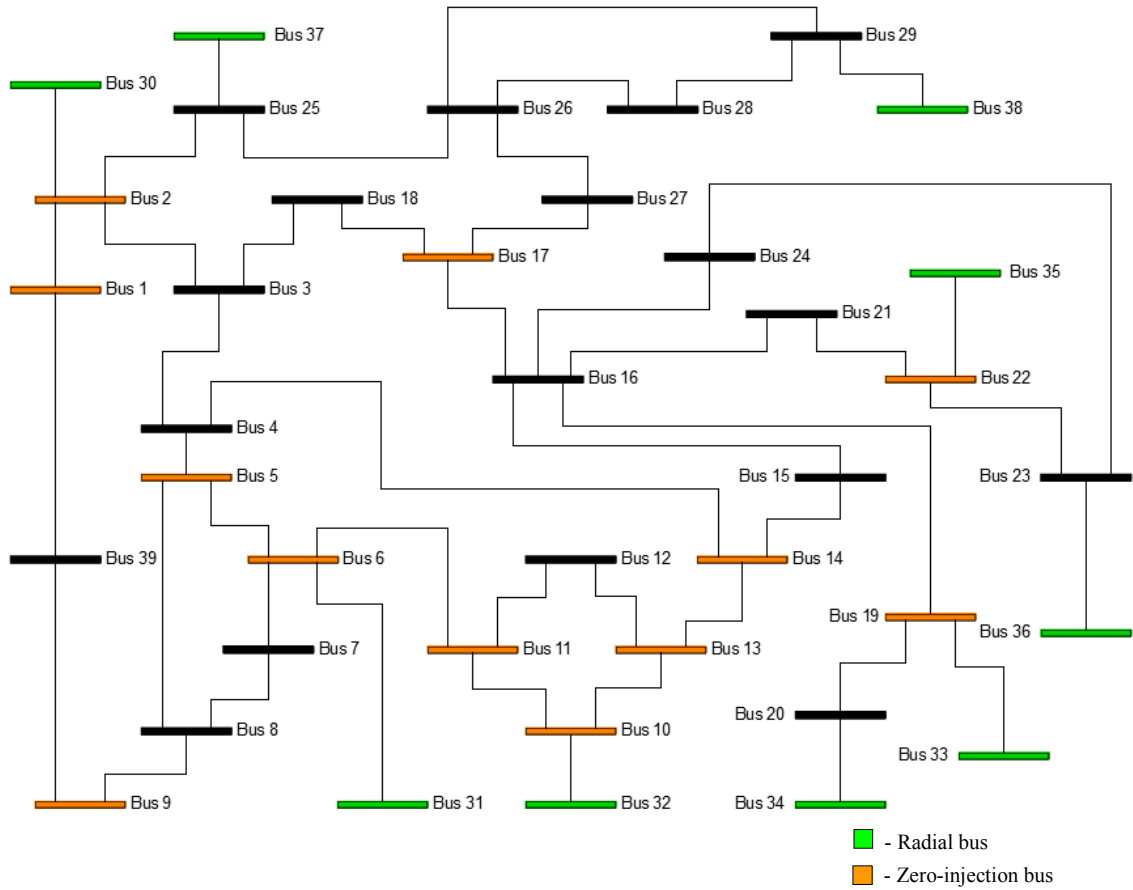 Bus 37
Bus 29
Bus 30
Bus 25
Bus 26
Bus 28
Bus 38
Bus 2
Bus 18
Bus 27
Bus 17
Bus 24
Bus 35
Bus 1
Bus 3
Bus 21
Bus 16
Bus 22
Bus 4
Bus 5
Bus 15
Bus 23
Bus 39
Bus 6
Bus 12
Bus 14
Bus 19
Bus 36
Bus 7
Bus 11
Bus 13
Bus 20
Bus 8
Bus 10
Bus 33
Bus 9
Bus 31
Bus 32
Bus 34
- Radial bus
- Zero-injection bus